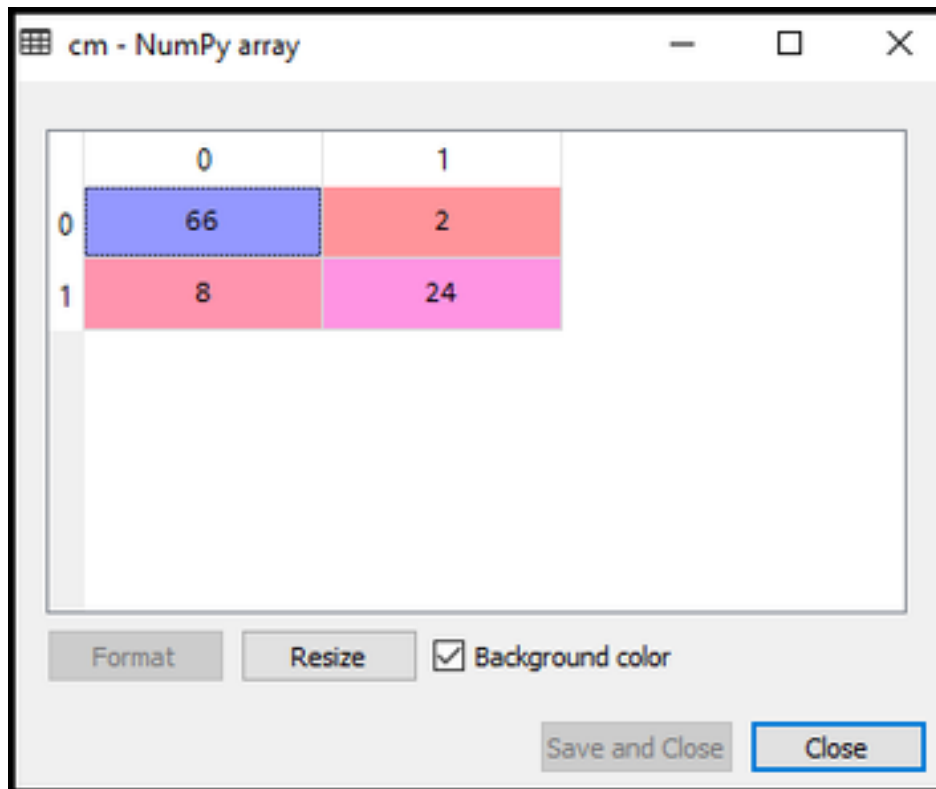 cm - NumPy array
0 1
0 66 2
1 8 24
Format Resize Background color
Save and Close Close